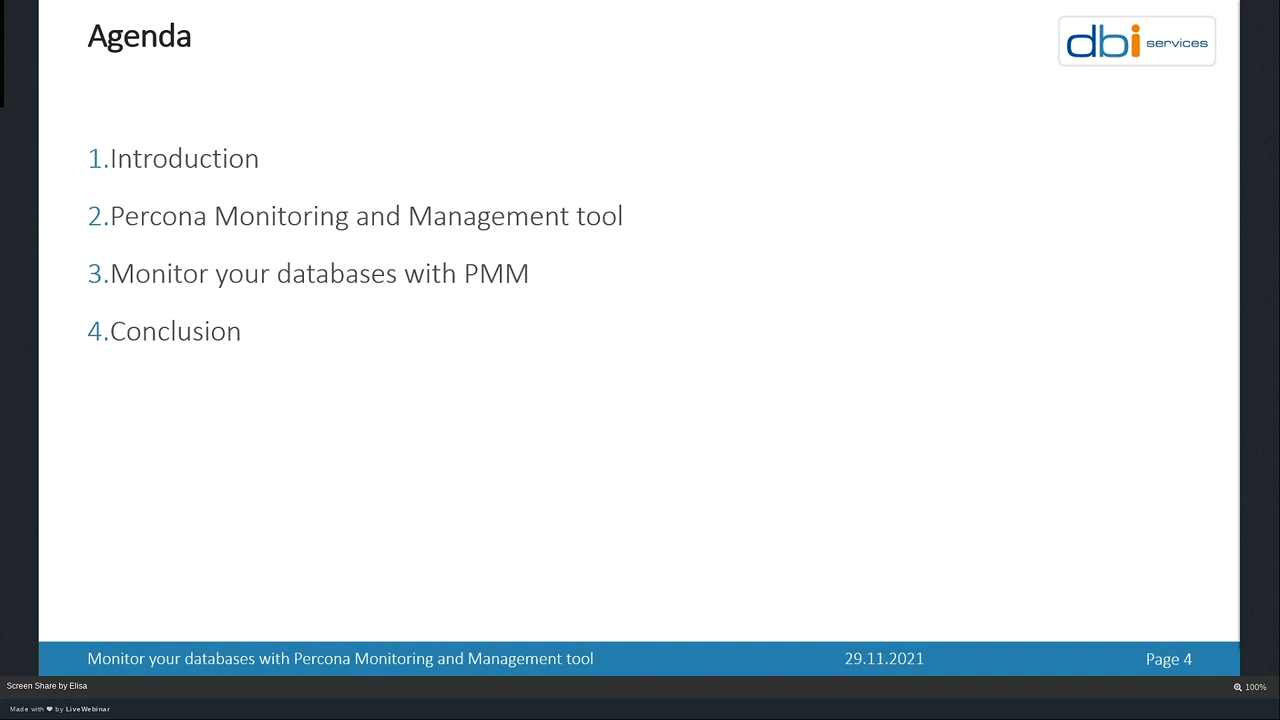 Agenda
dbi services
1.Introduction
2.Percona Monitoring and Management tool
3.Monitor your databases with PMM
4.Conclusion
Monitor your databases with Percona Monitoring and Management tool 29.11.2021 Page 4
Screen Share by Elisa 100%
Made with ❤ by LiveWebinar